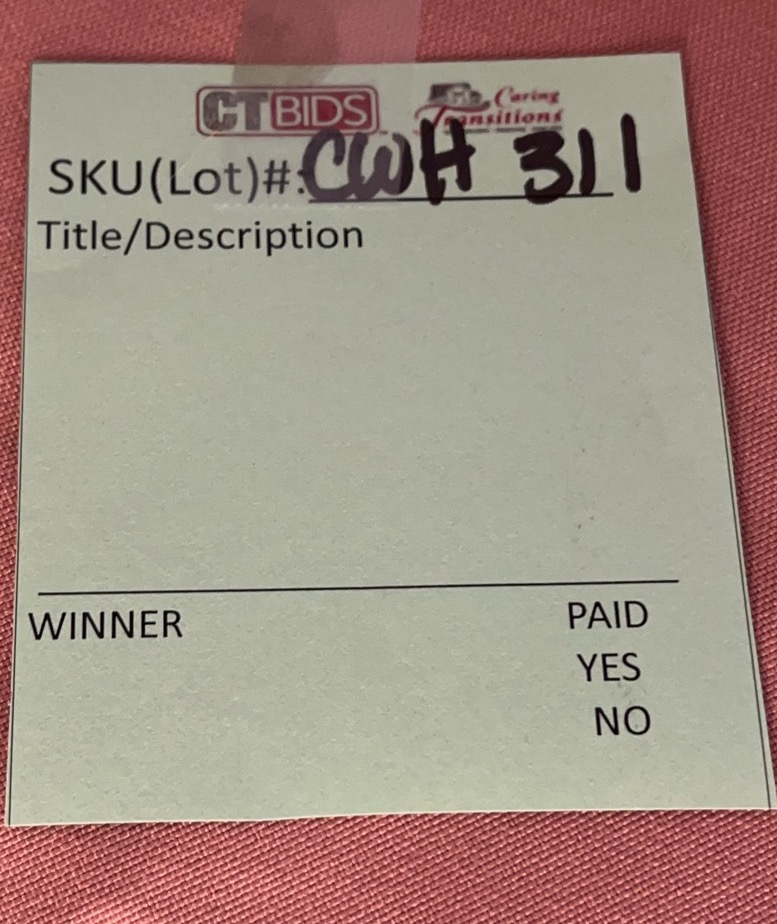 CTBIDS Caring Transitions
SKU(Lot)#: CWH 311
Title/Description
WINNER PAID
YES
NO